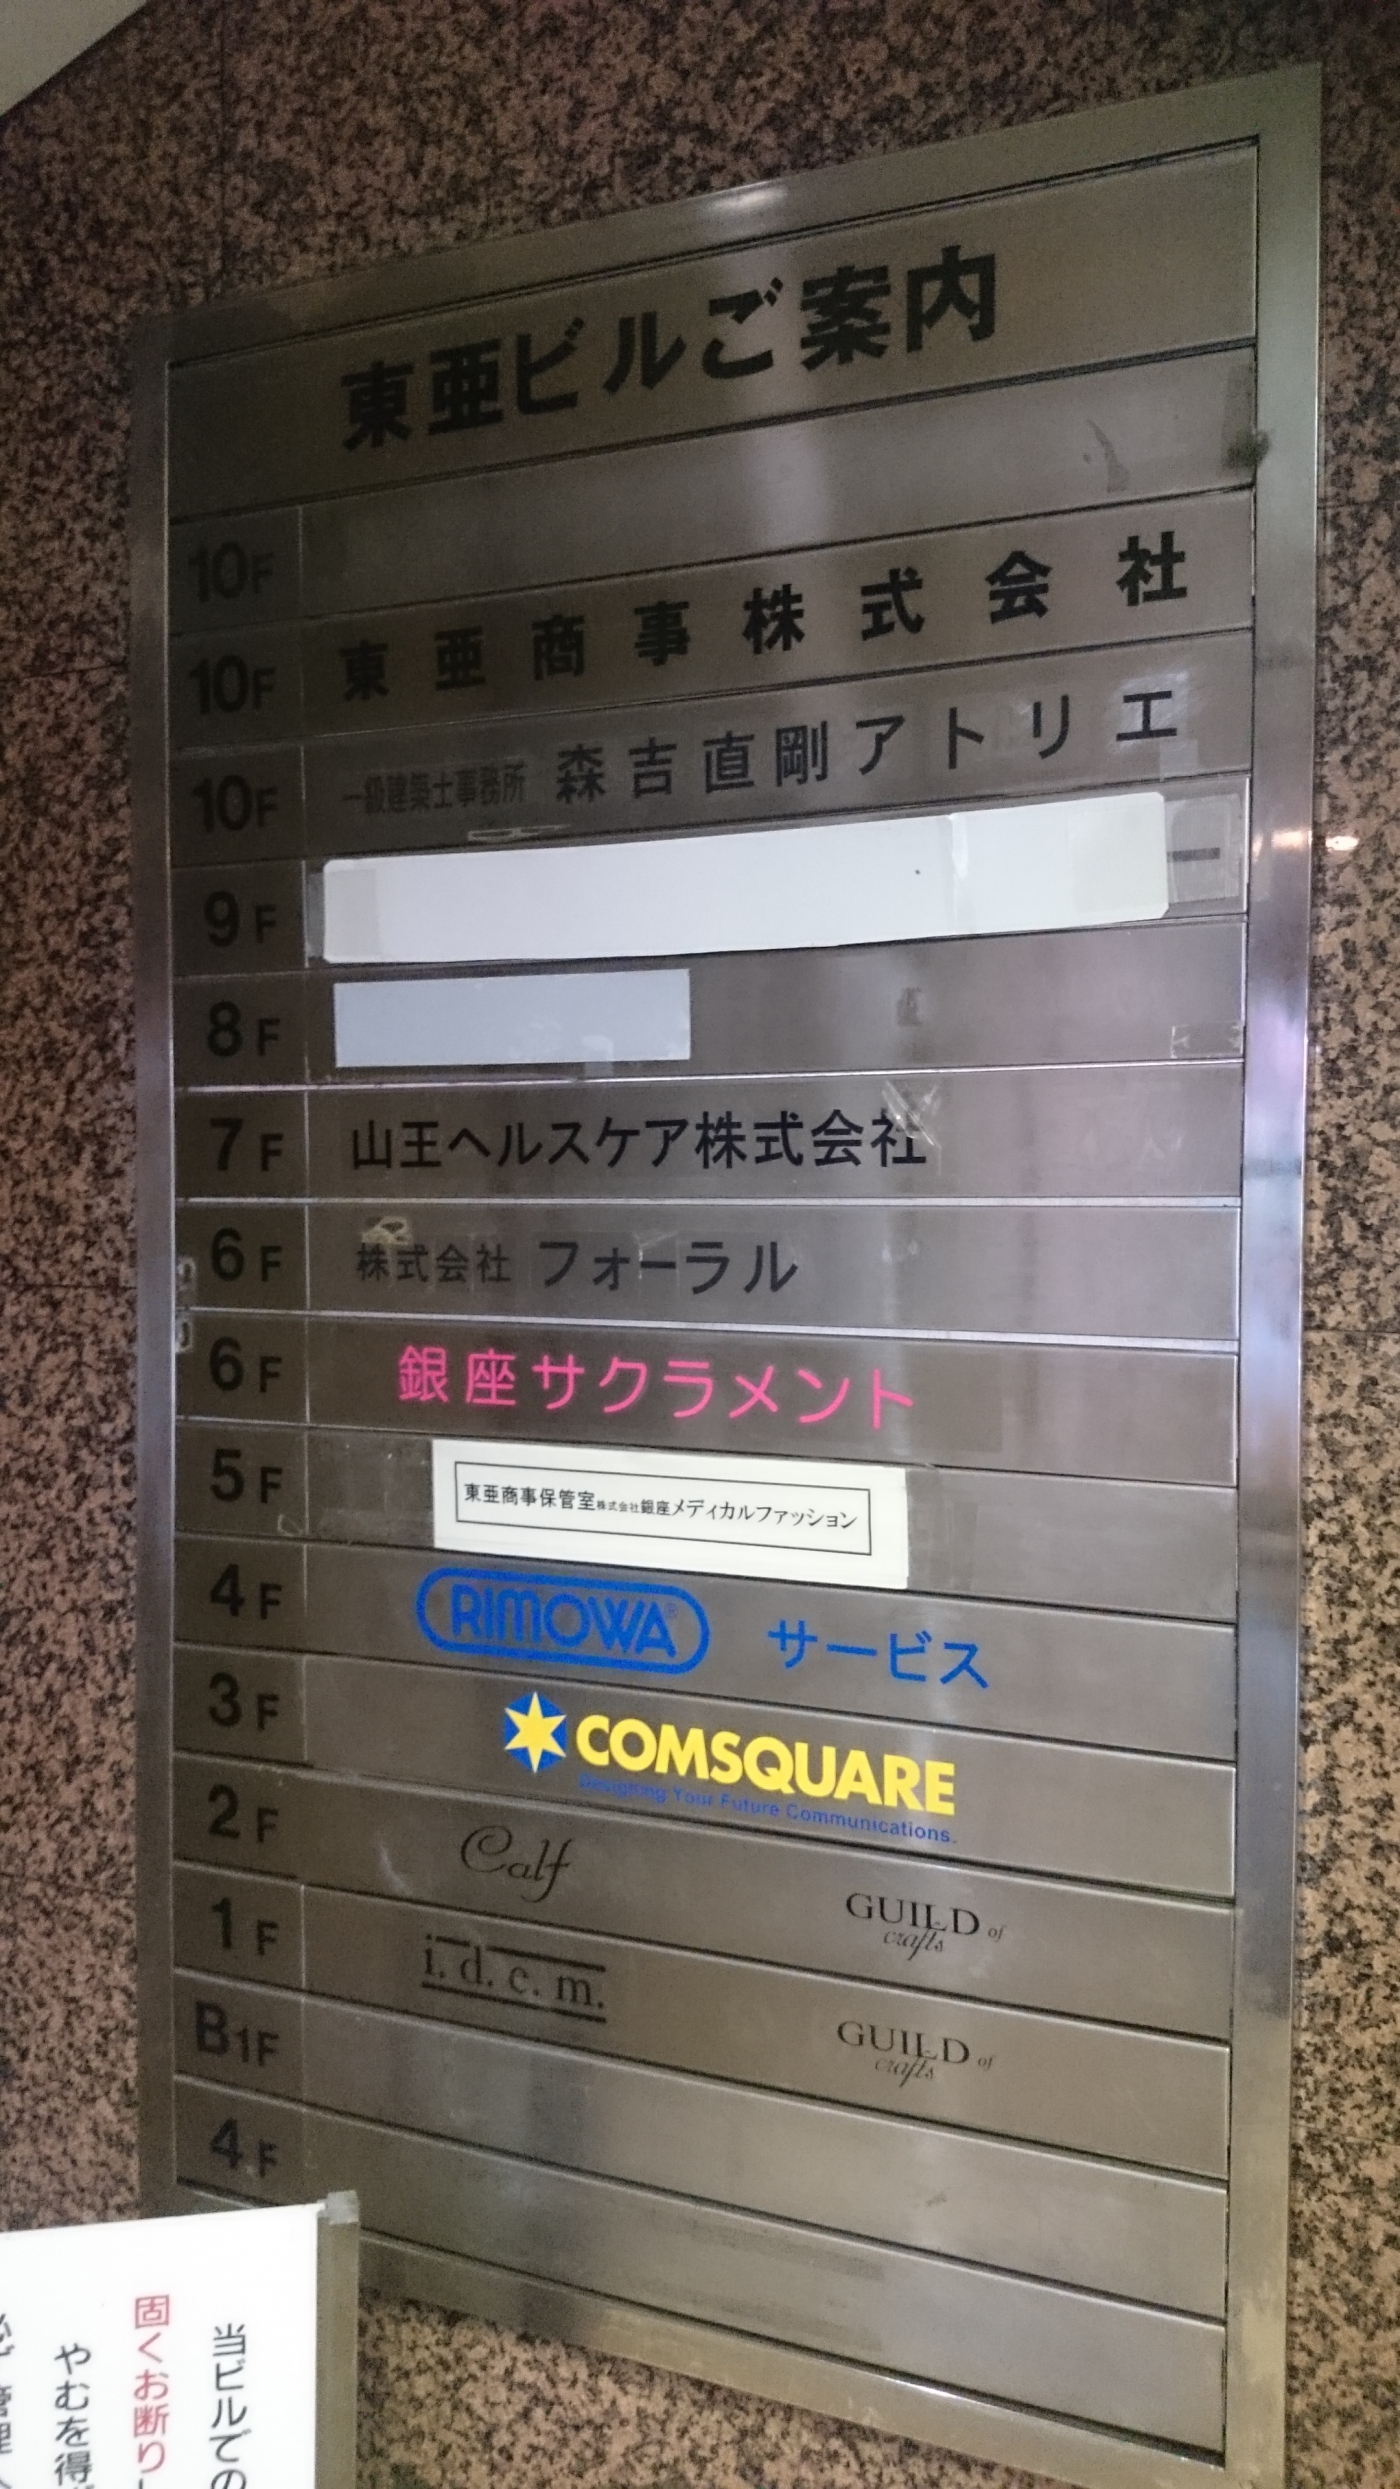 東亜ビルご案内
10F
10F 東亜商事株式会社
10F 一級建築士事務所 森吉直剛アトリエ
9F
8F
7F 山王ヘルスケア株式会社
6F 株式会社 フォーラル
6F 銀座サクラメント
5F 東亜商事保管室株式会社銀座メディカルファッション
4F RIMOWA® サービス
3F COMSQUARE
Designing Your Future Communications.
2F Calf GUILD of
crafts
1F i.d.e.m. GUILD of
crafts
B1F
4F
当ビルでの
固くお断り
やむを得